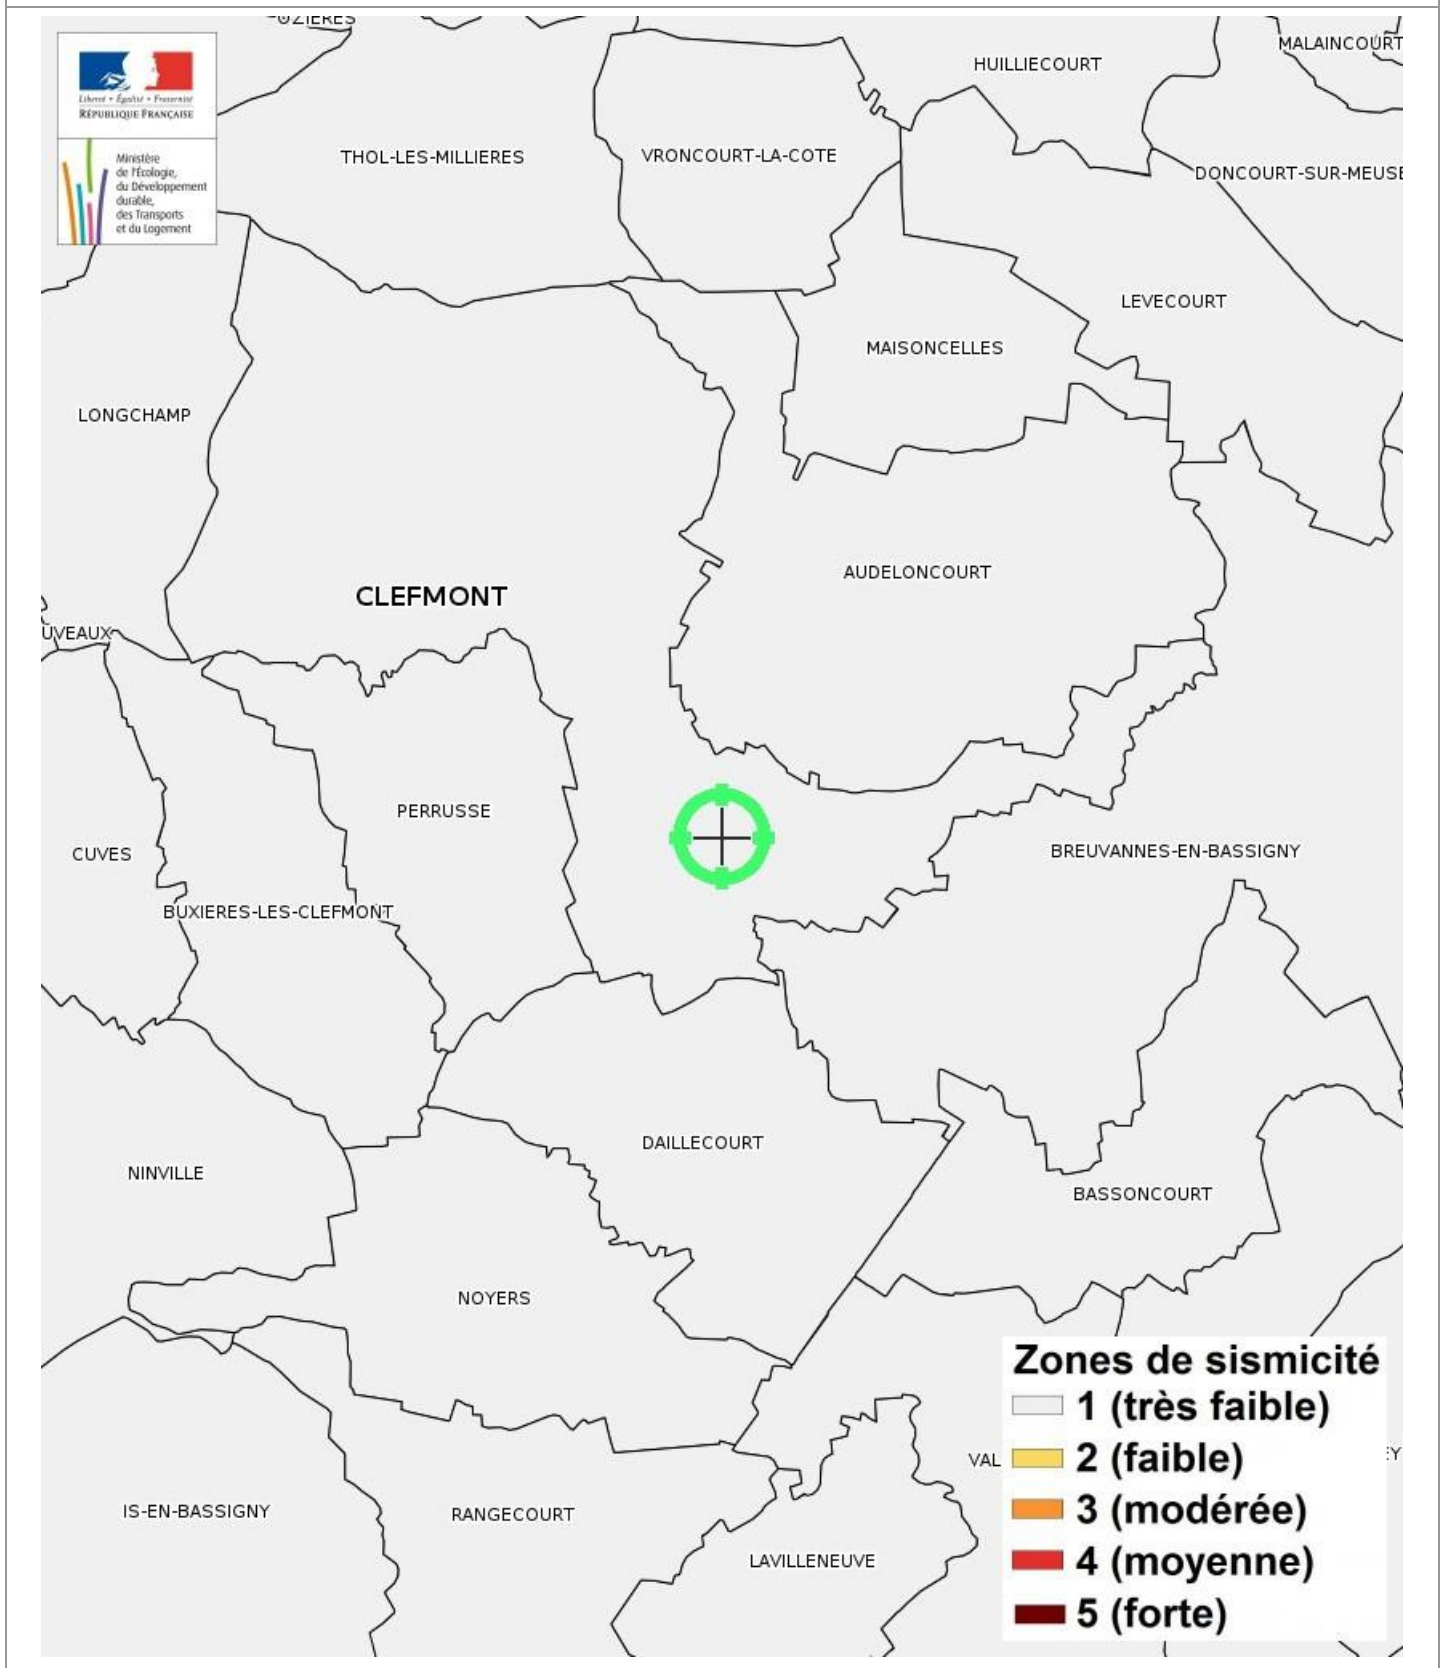 OZIERES
MALAINCOURT
HUILLIECOURT
Liberté • Égalité • Fraternité
RÉPUBLIQUE FRANÇAISE
THOL-LES-MILLIERES
VRONCOURT-LA-COTE
DONCOURT-SUR-MEUSE
Ministère
de l'Écologie,
du Développement
durable,
des Transports
et du Logement
LEVECOURT
MAISONCELLES
LONGCHAMP
AUDELONCOURT
CLEFMONT
UVEAUX
PERRUSSE
CUVES
BREUVANNES-EN-BASSIGNY
BUXIERES-LES-CLEFMONT
DAILLECOURT
NINVILLE
BASSONCOURT
NOYERS
Zones de sismicité
1 (très faible)
2 (faible)
3 (modérée)
4 (moyenne)
5 (forte)
VAL
EY
IS-EN-BASSIGNY
RANGECOURT
LAVILLENEUVE